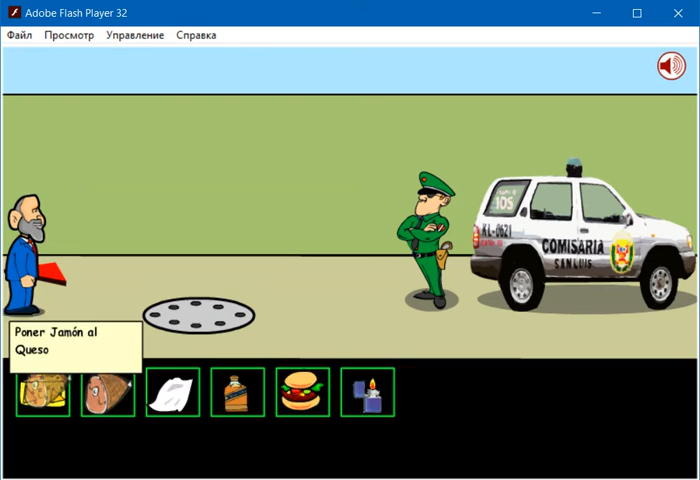 Adobe Flash Player 32
Файл Просмотр Управление Справка
105
KL-0621
COMISARIA
SAN LUIS
Poner Jamón al
Queso